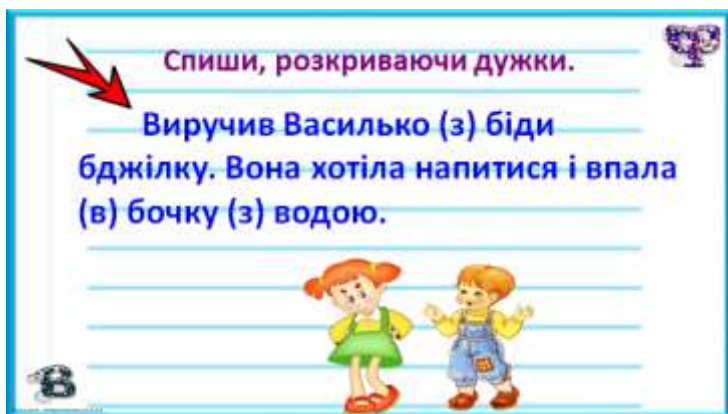 Спиши, розкриваючи дужки.
Виручив Василько (з) біди
бджілку. Вона хотіла напитися і впала
(в) бочку (з) водою.